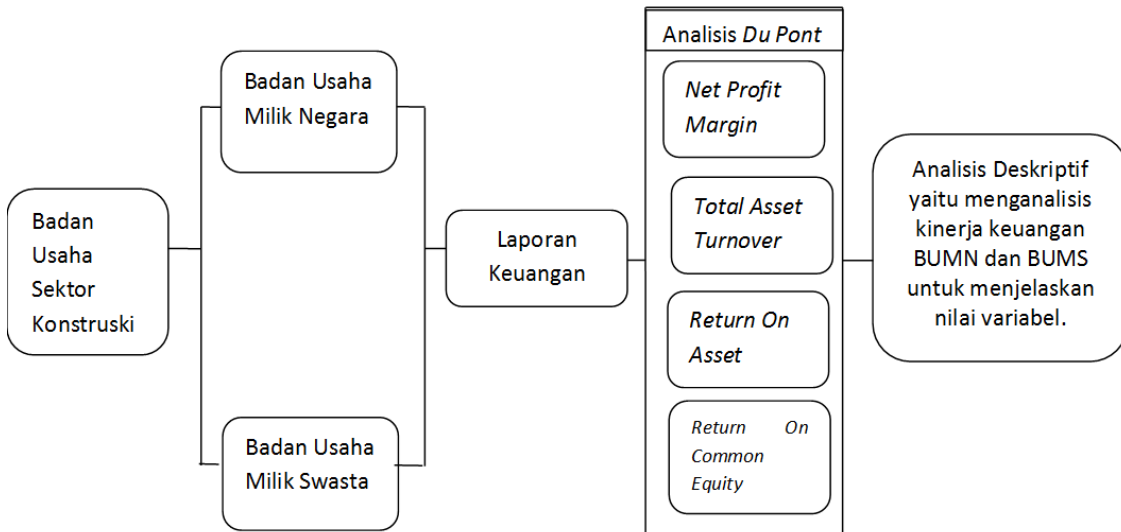 Badan
Usaha
Sektor
Konstruski
Badan Usaha
Milik Negara
Badan Usaha
Milik Swasta
Laporan
Keuangan
Analisis Du Pont
Net Profit
Margin
Total Asset
Turnover
Return On
Asset
Return On
Common
Equity
Analisis Deskriptif
yaitu menganalisis
kinerja keuangan
BUMN dan BUMS
untuk menjelaskan
nilai variabel.